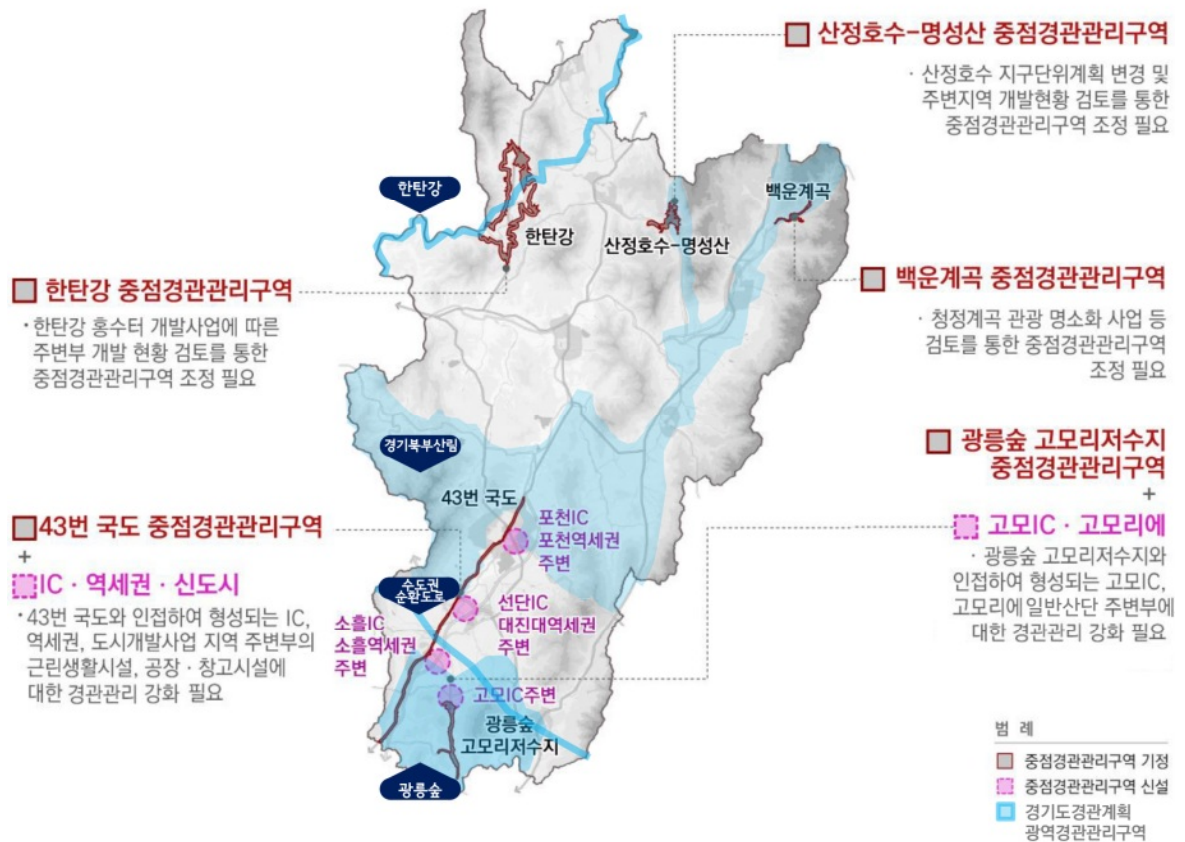 산정호수-명성산 중점경관관리구역
· 산정호수 지구단위계획 변경 및
주변지역 개발현황 검토를 통한
중점경관관리구역 조정 필요
한탄강
한탄강
산정호수-명성산
백운계곡
한탄강 중점경관관리구역
·한탄강 홍수터 개발사업에 따른
주변부 개발 현황 검토를 통한
중점경관관리구역 조정 필요
백운계곡 중점경관관리구역
· 청정계곡 관광 명소화 사업 등
검토를 통한 중점경관관리구역
조정 필요
경기북부산림
43번 국도
포천IC
포천역세권
주변
광릉숲 고모리저수지
중점경관관리구역
+
고모IC · 고모리에
· 광릉숲 고모리저수지와
인접하여 형성되는 고모IC,
고모리에일반산단 주변부에
대한 경관관리 강화 필요
43번 국도 중점경관관리구역
+
IC · 역세권 · 신도시
·43번 국도와 인접하여 형성되는 IC,
역세권, 도시개발사업 지역 주변부의
근린생활시설, 공장 · 창고시설에
대한 경관관리 강화 필요
수도권
순환도로
선단IC
대진대역세권
주변
소흘IC
소흘역세권
주변
고모IC주변
광릉숲
고모리저수지
광릉숲
범 례
중점경관관리구역 기정
중점경관관리구역 신설
경기도경관계획
광역경관관리구역